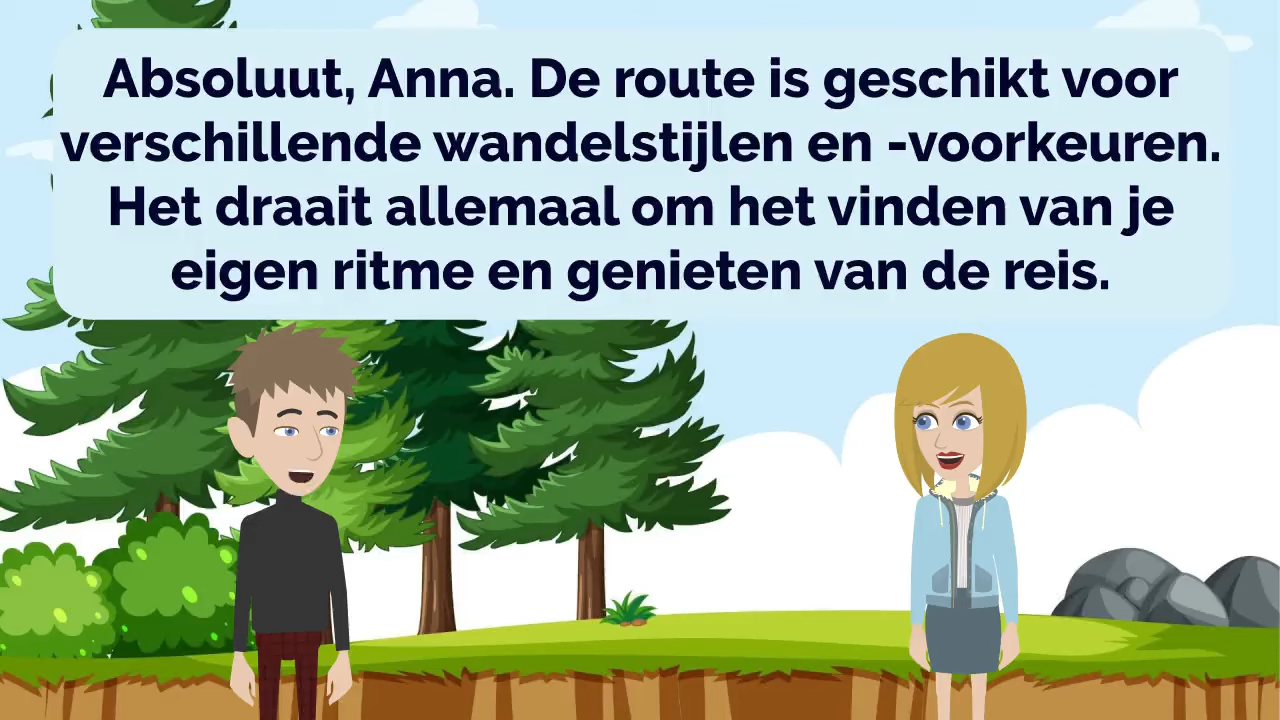 Absoluut, Anna. De route is geschikt voor
verschillende wandelstijlen en -voorkeuren.
Het draait allemaal om het vinden van je
eigen ritme en genieten van de reis.